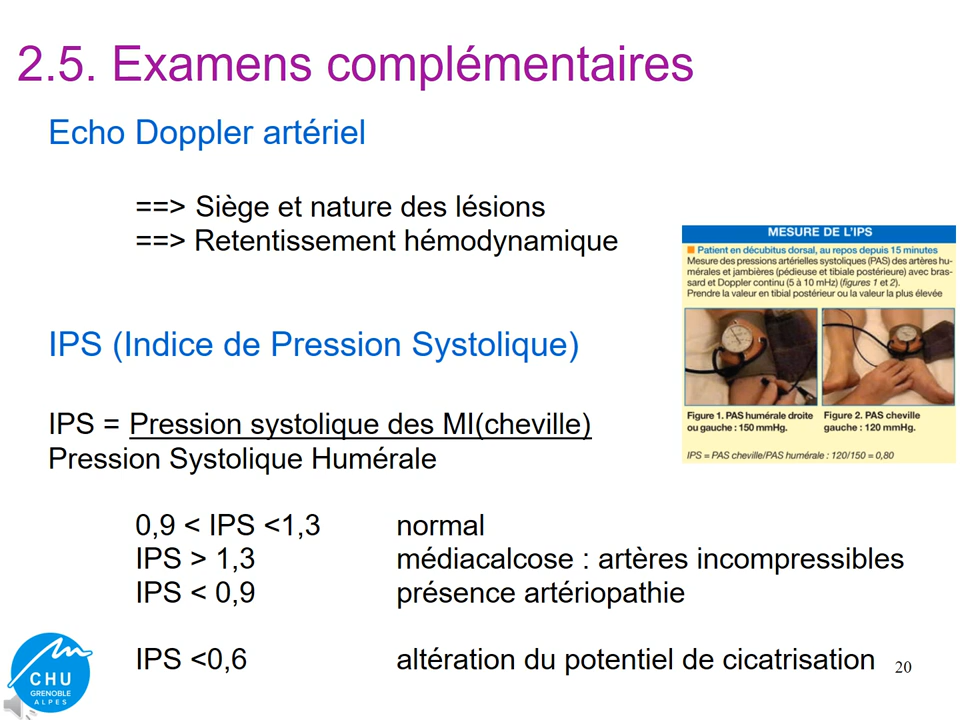 2.5. Examens complémentaires
Echo Doppler artériel
==> Siège et nature des lésions
==> Retentissement hémodynamique
MESURE DE L'IPS
Patient en décubitus dorsal, au repos depuis 15 minutes
Mesure des pressions artérielles systoliques (PAS) des artères hu-
mérales et jambières (pédieuse et tibiale postérieure) avec bras-
sard et Doppler continu (5 à 10 mHz) (figures 1 et 2).
Prendre la valeur en tibial postérieur ou la valeur la plus élevée
Figure 1. PAS humérale droite
ou gauche : 150 mmHg.
Figure 2. PAS cheville
gauche : 120 mmHg.
IPS = PAS cheville/PAS humérale : 120/150 = 0,80
IPS (Indice de Pression Systolique)
IPS = Pression systolique des MI(cheville)
Pression Systolique Humérale
0,9 < IPS <1,3 normal
IPS > 1,3 médiacalcose : artères incompressibles
IPS < 0,9 présence artériopathie
IPS <0,6 altération du potentiel de cicatrisation
20
CHU
GRENOBLE
ALPES